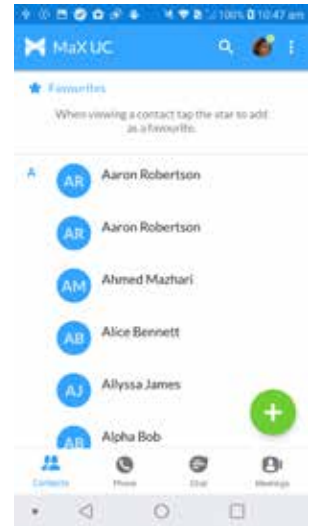 100% 10:47 am
MaX UC
Favourites
When viewing a contact tap the star to add
as a favourite.
A
AR Aaron Robertson
AR Aaron Robertson
AM Ahmed Mazhari
AB Alice Bennett
AJ Allyssa James
AB Alpha Bob
Contacts Phone Chat Meetings